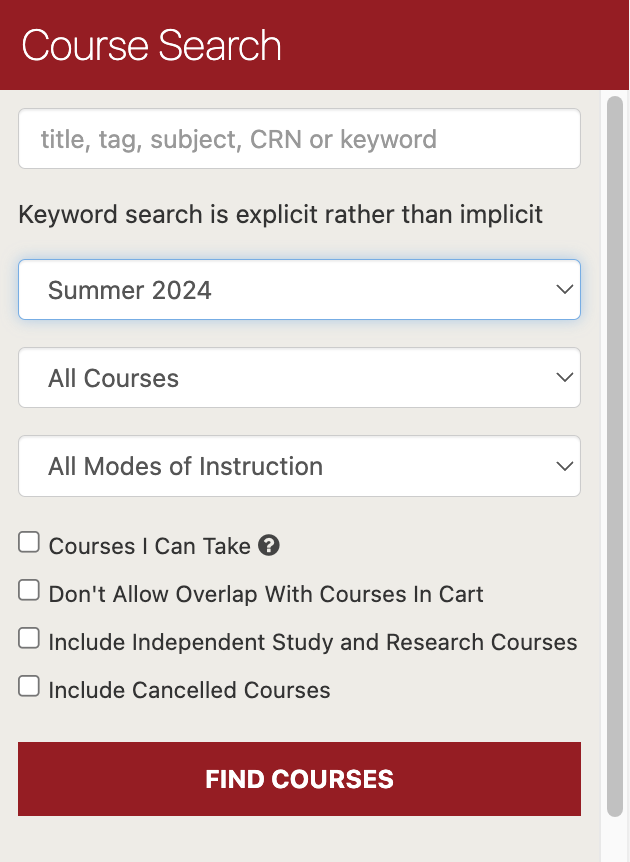 Course Search
title, tag, subject, CRN or keyword
Keyword search is explicit rather than implicit
Summer 2024
All Courses
All Modes of Instruction
Courses I Can Take ?
Don't Allow Overlap With Courses In Cart
Include Independent Study and Research Courses
Include Cancelled Courses
FIND COURSES